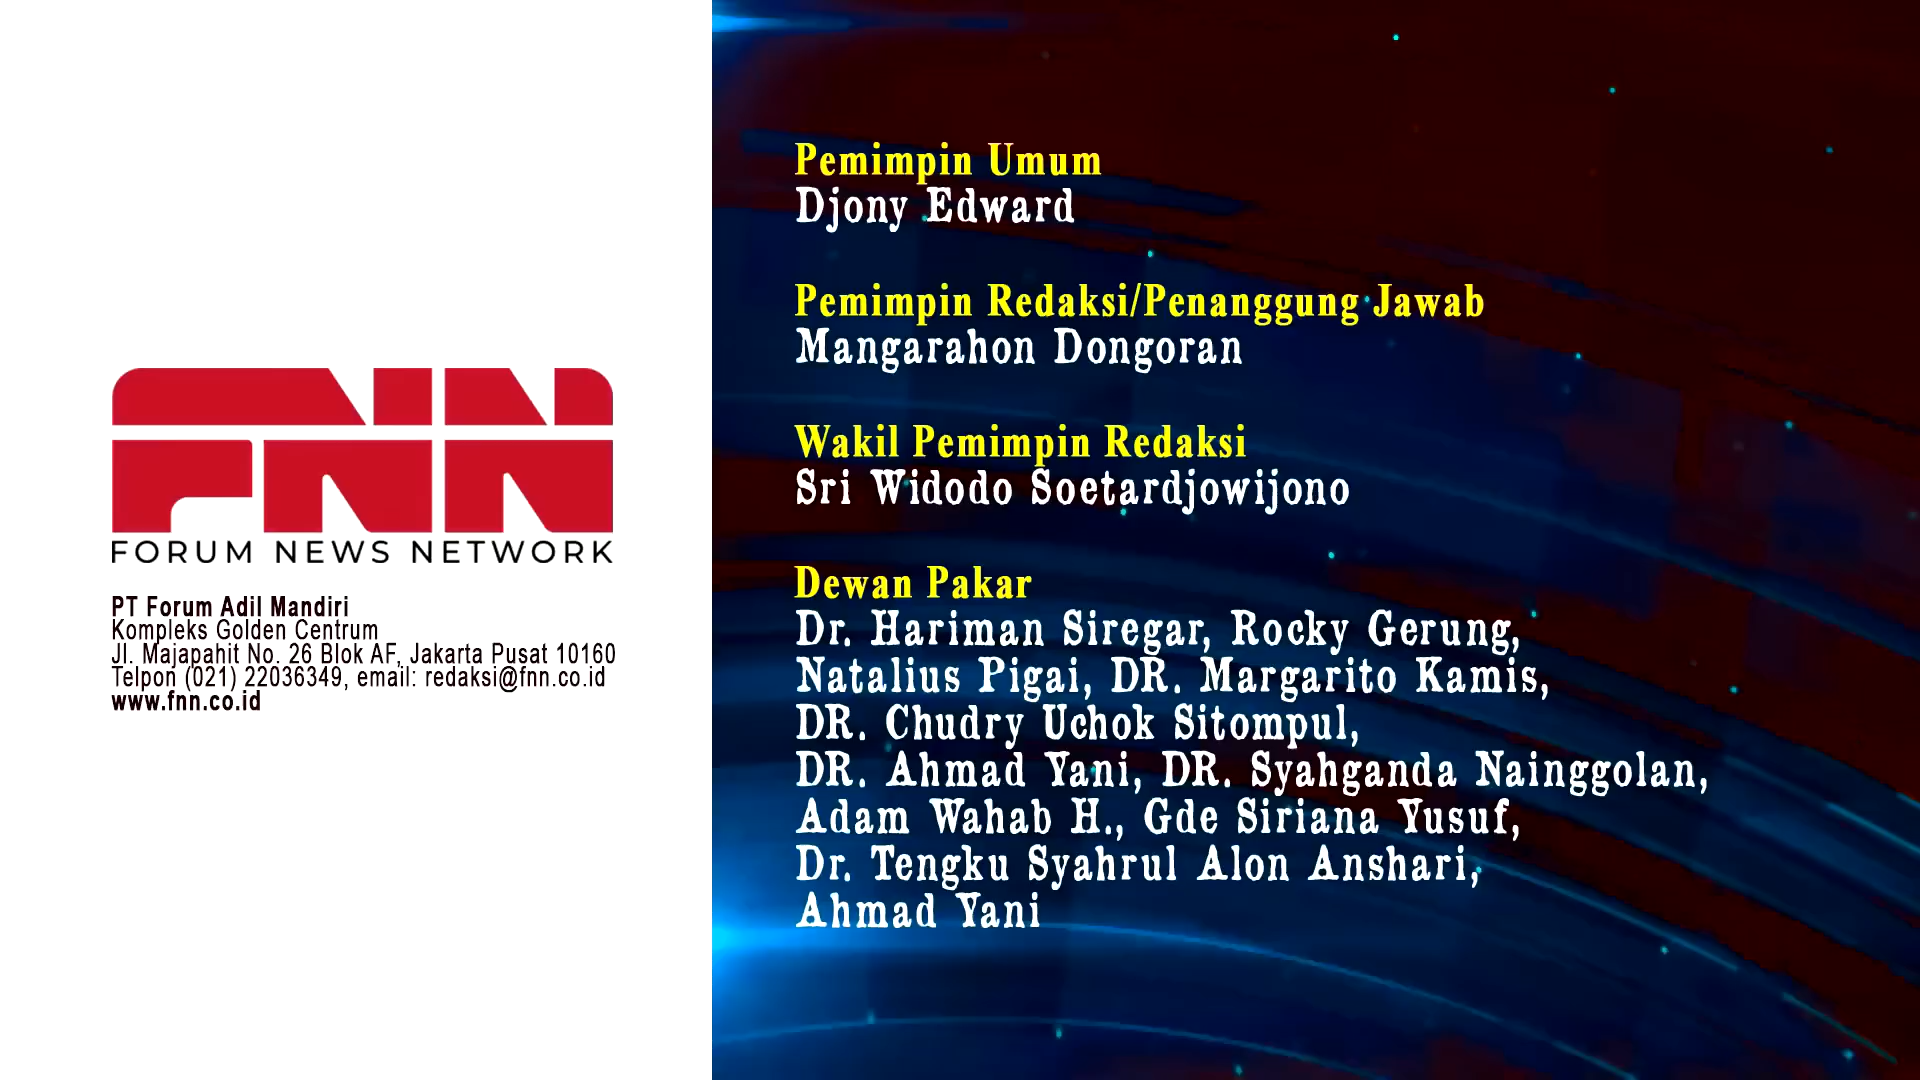 FNN
FORUM NEWS NETWORK
PT Forum Adil Mandiri
Kompleks Golden Centrum
Jl. Majapahit No. 26 Blok AF, Jakarta Pusat 10160
Telpon (021) 22036349, email: redaksi@fnn.co.id
www.fnn.co.id
Pemimpin Umum
Djony Edward
Pemimpin Redaksi/Penanggung Jawab
Mangarahon Dongoran
Wakil Pemimpin Redaksi
Sri Widodo Soetardjowijono
Dewan Pakar
Dr. Hariman Siregar, Rocky Gerung,
Natalius Pigai, DR. Margarito Kamis,
DR. Chudry Uchok Sitompul,
DR. Ahmad Yani, DR. Syahganda Nainggolan,
Adam Wahab H., Gde Siriana Yusuf,
Dr. Tengku Syahrul Alon Anshari,
Ahmad Yani